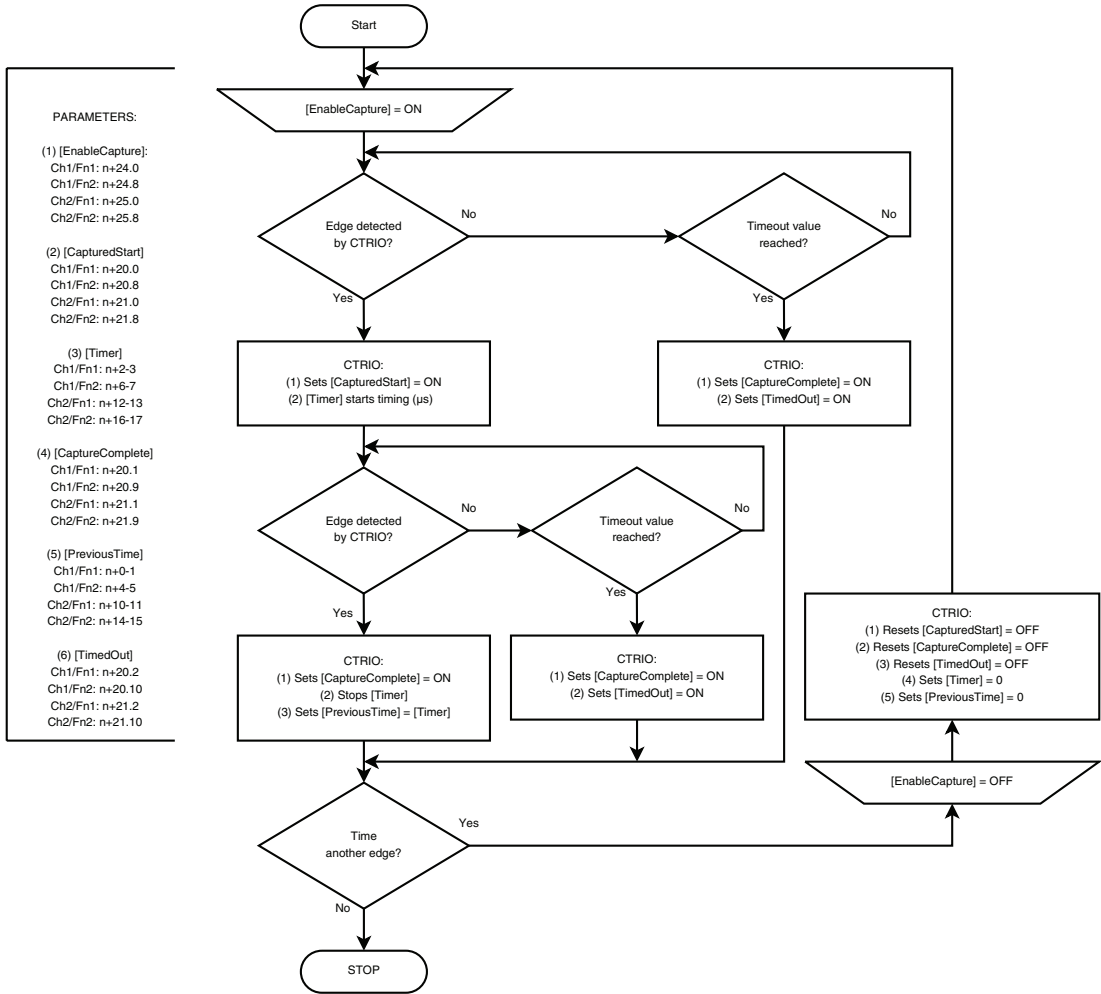 Start
[EnableCapture] = ON
PARAMETERS:
(1) [EnableCapture]:
Ch1/Fn1: n+24.0
Ch1/Fn2: n+24.8
Ch2/Fn1: n+25.0
Ch2/Fn2: n+25.8
(2) [CapturedStart]
Ch1/Fn1: n+20.0
Ch1/Fn2: n+20.8
Ch2/Fn1: n+21.0
Ch2/Fn2: n+21.8
(3) [Timer]
Ch1/Fn1: n+2-3
Ch1/Fn2: n+6-7
Ch2/Fn1: n+12-13
Ch2/Fn2: n+16-17
(4) [CaptureComplete]
Ch1/Fn1: n+20.1
Ch1/Fn2: n+20.9
Ch2/Fn1: n+21.1
Ch2/Fn2: n+21.9
(5) [PreviousTime]
Ch1/Fn1: n+0-1
Ch1/Fn2: n+4-5
Ch2/Fn1: n+10-11
Ch2/Fn2: n+14-15
(6) [TimedOut]
Ch1/Fn1: n+20.2
Ch1/Fn2: n+20.10
Ch2/Fn1: n+21.2
Ch2/Fn2: n+21.10
Edge detected
by CTRIO?
No
Yes
Timeout value
reached?
No
Yes
CTRIO:
(1) Sets [CapturedStart] = ON
(2) [Timer] starts timing (µs)
CTRIO:
(1) Sets [CaptureComplete] = ON
(2) Sets [TimedOut] = ON
Edge detected
by CTRIO?
No
Yes
Timeout value
reached?
No
Yes
CTRIO:
(1) Sets [CaptureComplete] = ON
(2) Stops [Timer]
(3) Sets [PreviousTime] = [Timer]
CTRIO:
(1) Sets [CaptureComplete] = ON
(2) Sets [TimedOut] = ON
CTRIO:
(1) Resets [CapturedStart] = OFF
(2) Resets [CaptureComplete] = OFF
(3) Resets [TimedOut] = OFF
(4) Sets [Timer] = 0
(5) Sets [PreviousTime] = 0
[EnableCapture] = OFF
Time
another edge?
Yes
No
STOP